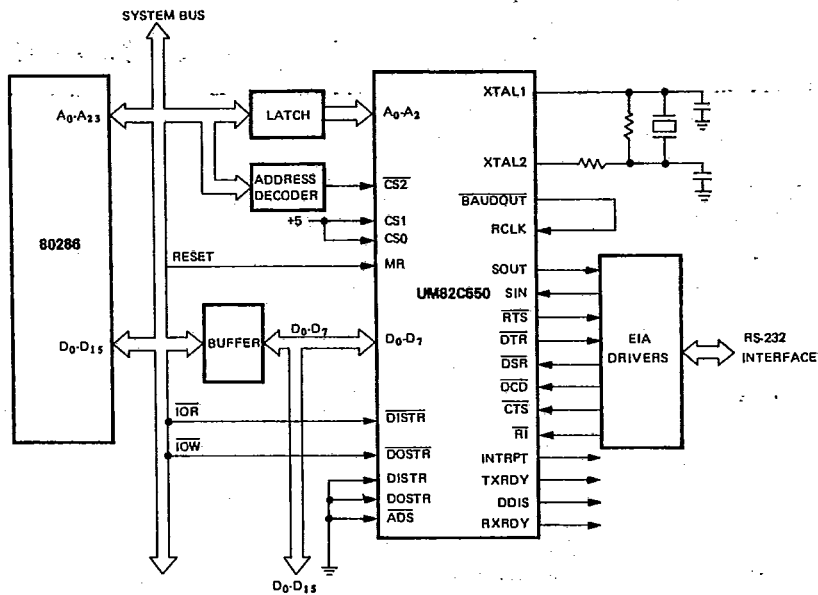 SYSTEM BUS
A0-A23
LATCH
A0-A2
XTAL1
ADDRESS
DECODER
CS2
XTAL2
+5
CS1
CS0
BAUDOUT
RCLK
80286
RESET
MR
UM82C550
SOUT
SIN
RTS
DTR
DSR
DCD
CTS
RI
EIA
DRIVERS
RS-232
INTERFACE
D0-D15
BUFFER
D0-D7
D0-D7
IOR
DISTR
IOW
DOSTR
DISTR
DOSTR
ADS
INTRPT
TXRDY
DDIS
RXRDY
D0-D15